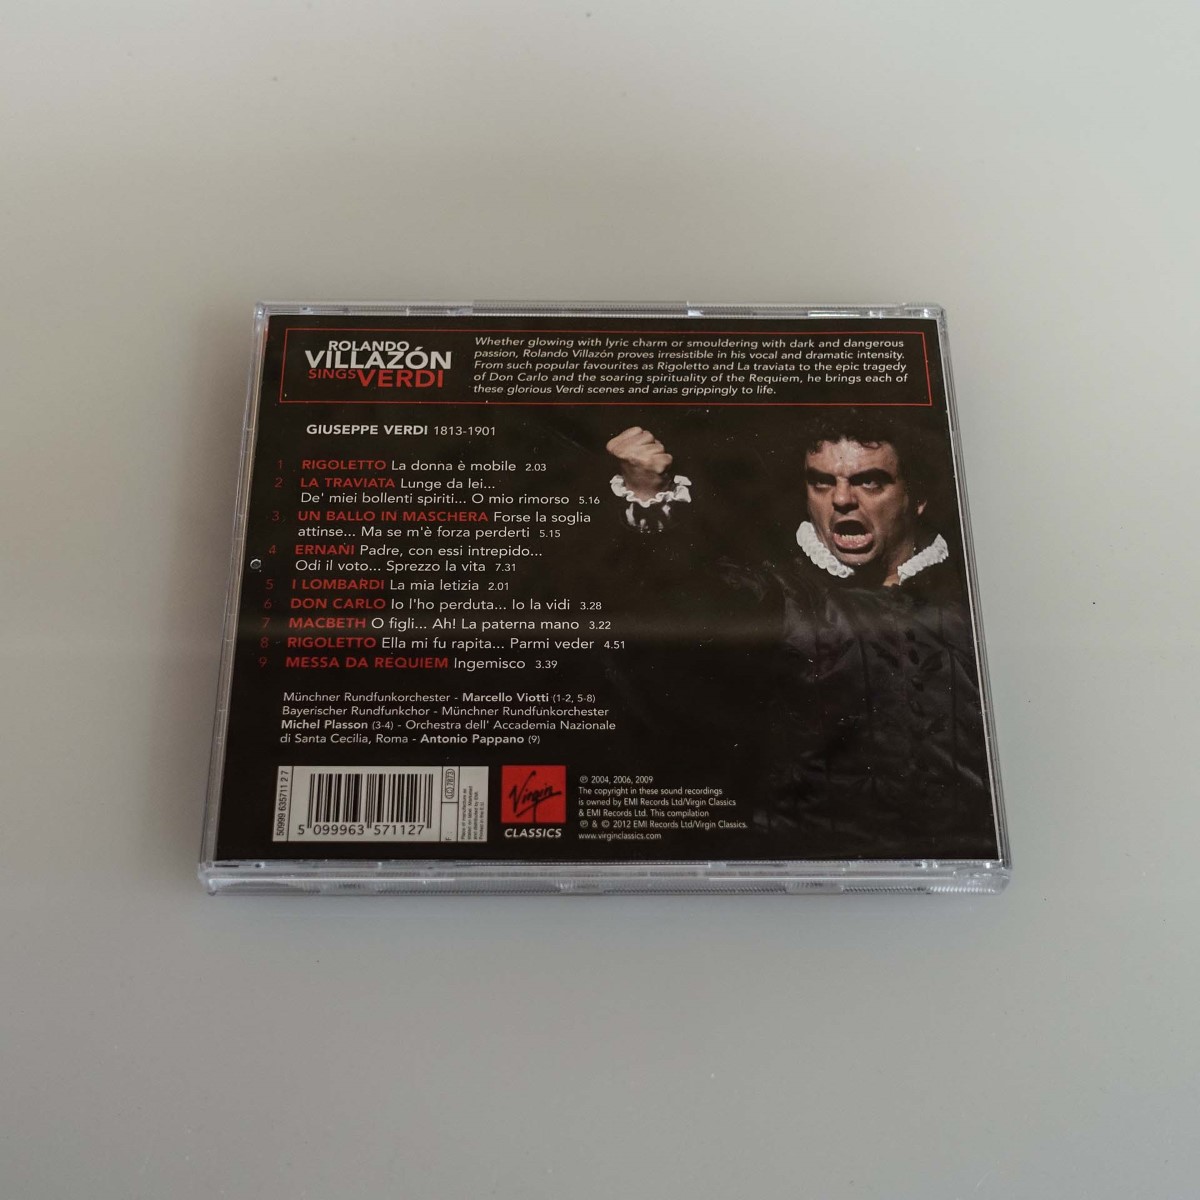 ROLANDO
VILLAZÓN
SINGS VERDI
Whether glowing with lyric charm or smouldering with dark and dangerous
passion, Rolando Villazón proves irresistible in his vocal and dramatic intensity.
From such popular favourites as Rigoletto and La traviata to the epic tragedy
of Don Carlo and the soaring spirituality of the Requiem, he brings each of
these glorious Verdi scenes and arias grippingly to life.
GIUSEPPE VERDI 1813-1901
1 RIGOLETTO La donna è mobile 2.03
2 LA TRAVIATA Lunge da lei...
De' miei bollenti spiriti... O mio rimorso 5.16
3 UN BALLO IN MASCHERA Forse la soglia
attinse... Ma se m'è forza perderti 5.15
4 ERNANI Padre, con essi intrepido...
Odi il voto... Sprezzo la vita 7.31
5 I LOMBARDI La mia letizia 2.01
6 DON CARLO Io l'ho perduta... Io la vidi 3.28
7 MACBETH O figli... Ah! La paterna mano 3.22
8 RIGOLETTO Ella mi fu rapita... Parmi veder 4.51
9 MESSA DA REQUIEM Ingemisco 3.39
Münchner Rundfunkorchester - Marcello Viotti (1-2, 5-8)
Bayerischer Rundfunkchor - Münchner Rundfunkorchester
Michel Plasson (3-4) - Orchestra dell' Accademia Nazionale
di Santa Cecilia, Roma - Antonio Pappano (9)
50999 635711 2 7
5 099963 571127
Virgin
CLASSICS
℗ 2004, 2006, 2009
The copyright in these sound recordings
is owned by EMI Records Ltd/Virgin Classics
& EMI Records Ltd. This compilation
℗ & © 2012 EMI Records Ltd/Virgin Classics.
www.virginclassics.com